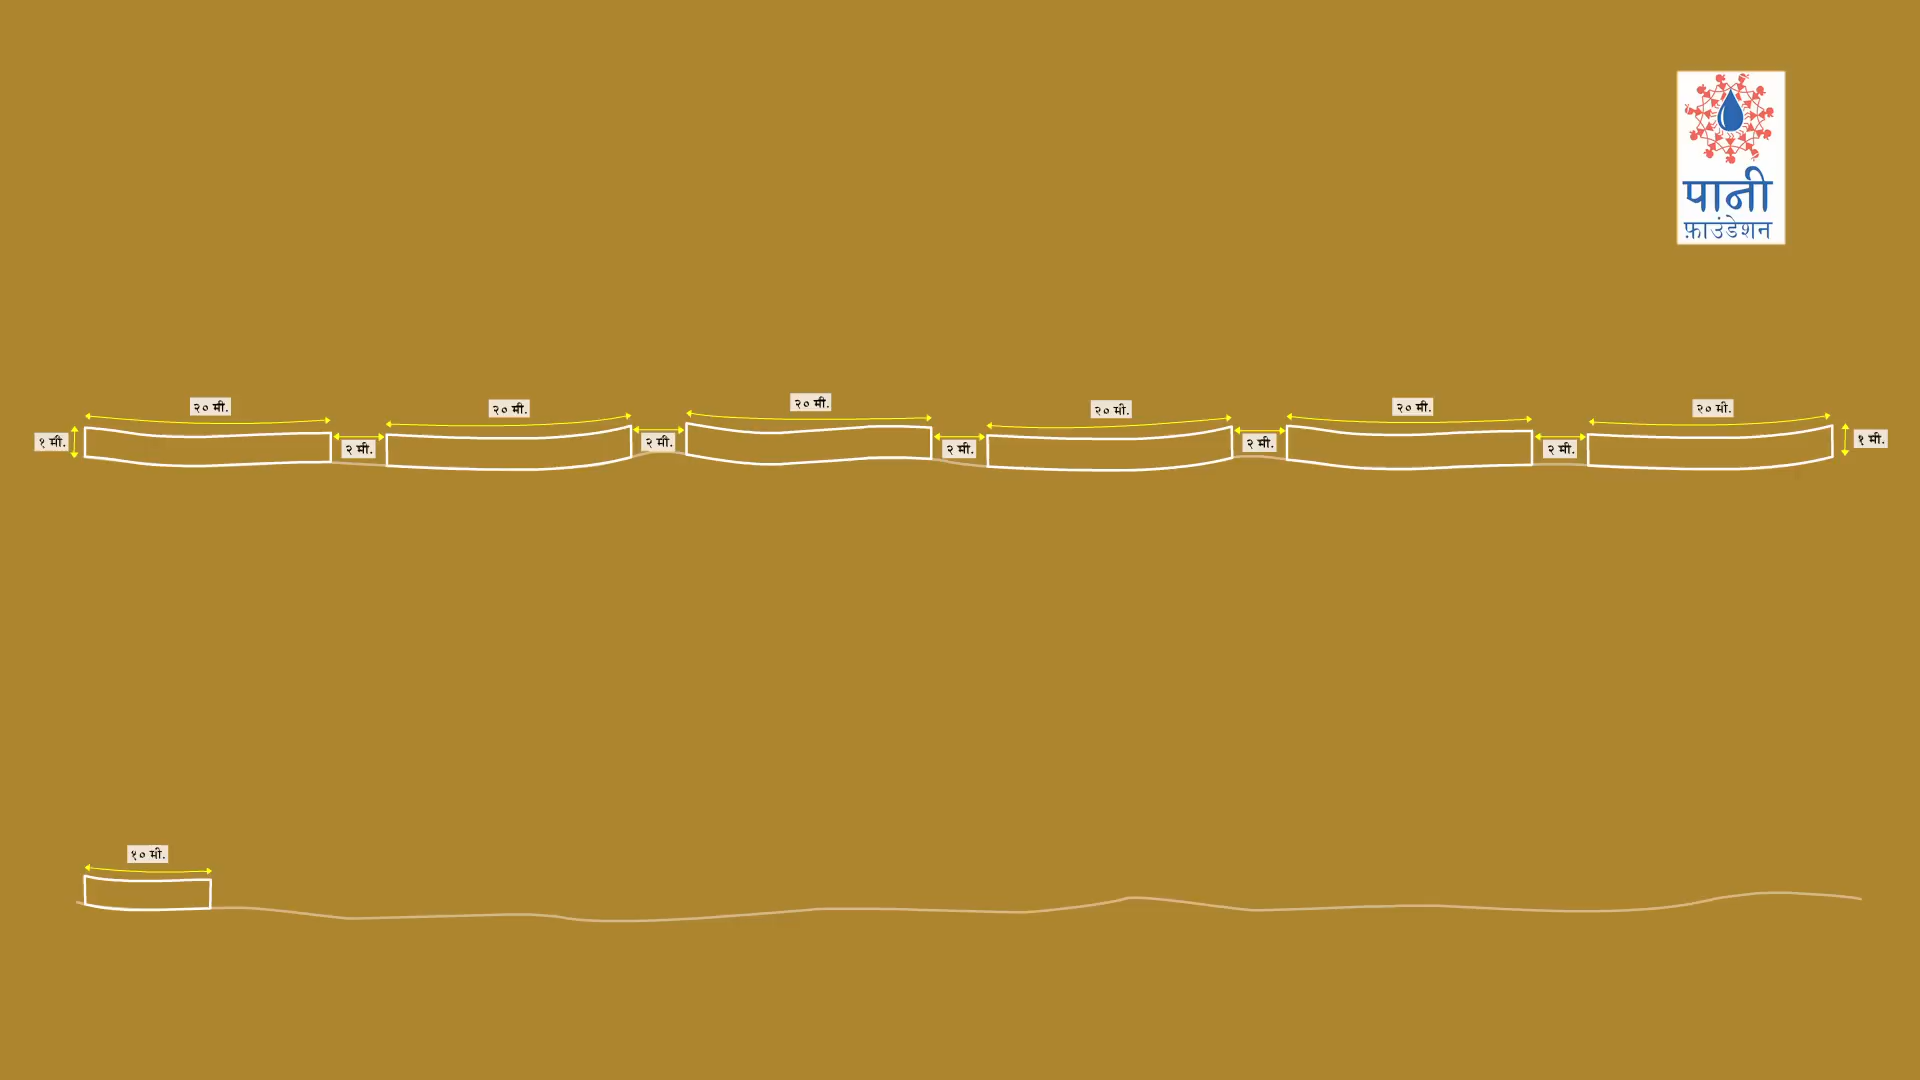 पानी
फ़ाउंडेशन
२० मी. २० मी. २० मी. २० मी. २० मी. २० मी.
१ मी. २ मी. २ मी. २ मी. २ मी. २ मी. १ मी.
१० मी.